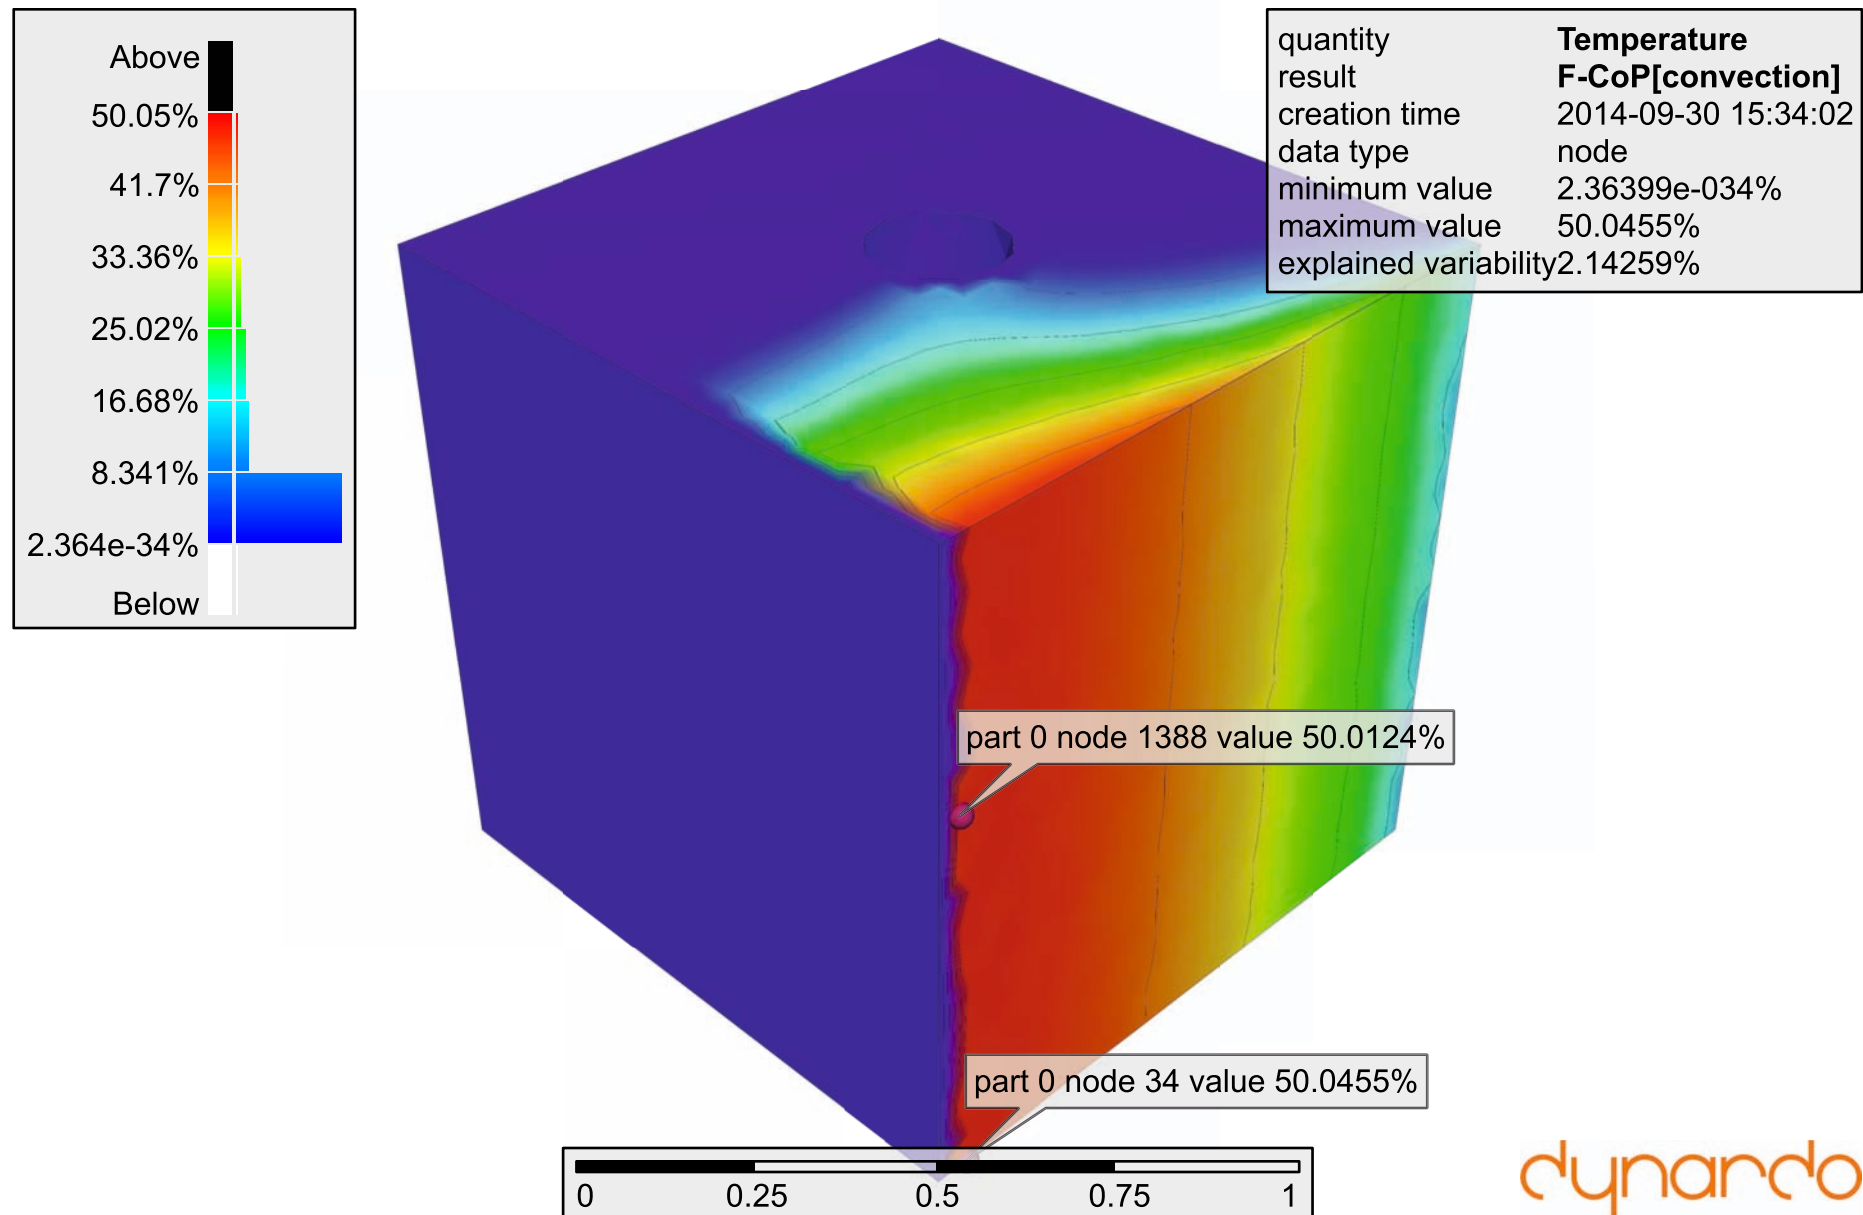 Above
50.05%
41.7%
33.36%
25.02%
16.68%
8.341%
2.364e-34%
Below
quantity Temperature
result F-CoP[convection]
creation time 2014-09-30 15:34:02
data type node
minimum value 2.36399e-034%
maximum value 50.0455%
explained variability 2.14259%
part 0 node 1388 value 50.0124%
part 0 node 34 value 50.0455%
0 0.25 0.5 0.75 1
dynardo